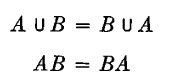 A ∪ B = B ∪ A
AB = BA